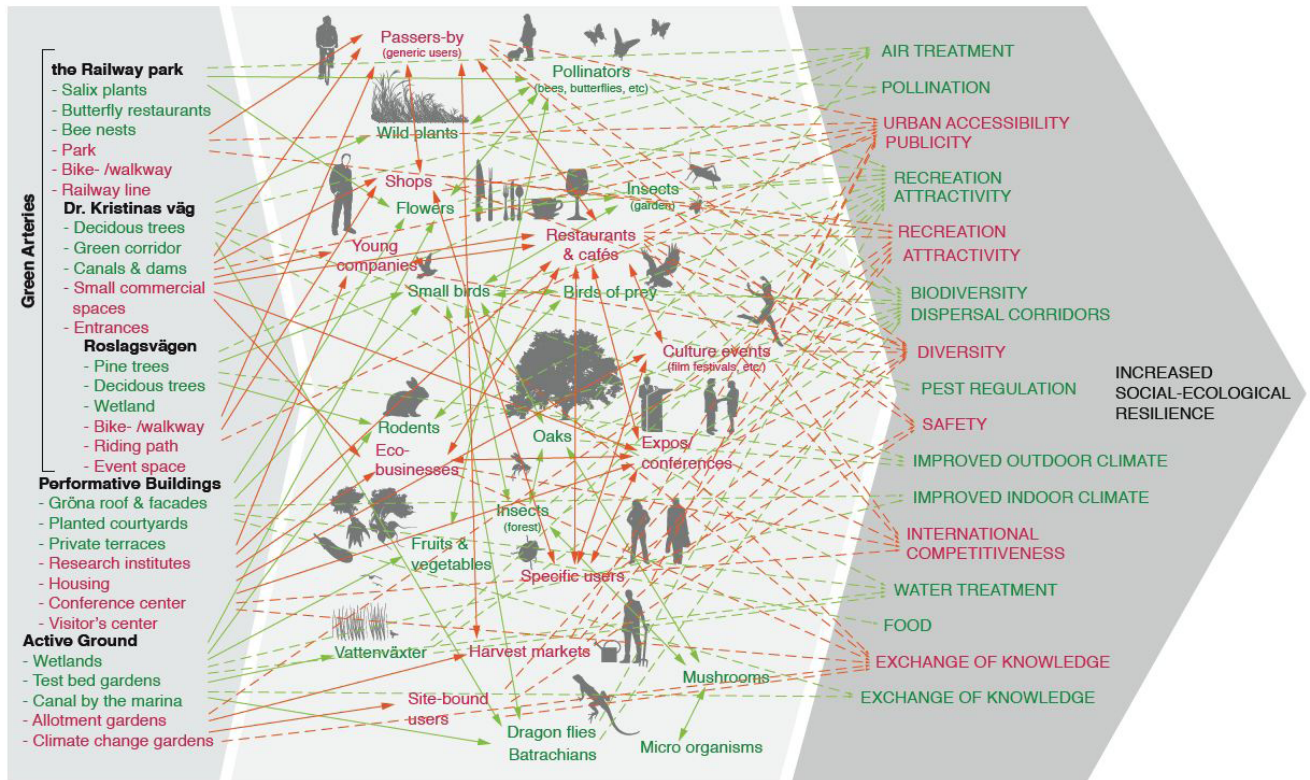 Green Arteries
the Railway park
- Salix plants
- Butterfly restaurants
- Bee nests
- Park
- Bike- /walkway
- Railway line
Dr. Kristinas väg
- Decidous trees
- Green corridor
- Canals & dams
- Small commercial
spaces
- Entrances
Roslagsvägen
- Pine trees
- Decidous trees
- Wetland
- Bike- /walkway
- Riding path
- Event space
Performative Buildings
- Gröna roof & facades
- Planted courtyards
- Private terraces
- Research institutes
- Housing
- Conference center
- Visitor's center
Active Ground
- Wetlands
- Test bed gardens
- Canal by the marina
- Allotment gardens
- Climate change gardens
Passers-by
(generic users)
Pollinators
(bees, butterflies, etc)
Wild plants
Shops
Flowers
Insects
(garden)
Young
companies
Restaurants
& cafés
Small birds
Birds of prey
Culture events
(film festivals, etc.)
Rodents
Oaks
Eco-
businesses
Expos/
conferences
Insects
(forest)
Fruits &
vegetables
Specific users
Vattenväxter
Harvest markets
Mushrooms
Site-bound
users
Dragon flies
Batrachians
Micro organisms
AIR TREATMENT
POLLINATION
URBAN ACCESSIBILITY
PUBLICITY
RECREATION
ATTRACTIVITY
RECREATION
ATTRACTIVITY
BIODIVERSITY
DISPERSAL CORRIDORS
DIVERSITY
PEST REGULATION
SAFETY
IMPROVED OUTDOOR CLIMATE
IMPROVED INDOOR CLIMATE
INTERNATIONAL
COMPETITIVENESS
WATER TREATMENT
FOOD
EXCHANGE OF KNOWLEDGE
EXCHANGE OF KNOWLEDGE
INCREASED
SOCIAL-ECOLOGICAL
RESILIENCE